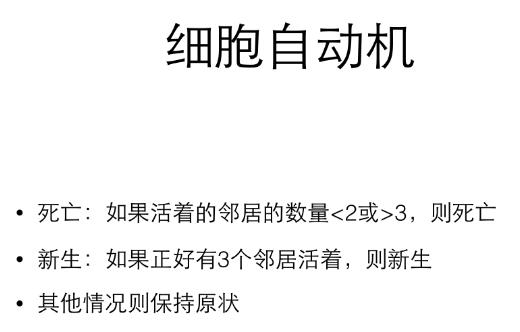 细胞自动机
• 死亡：如果活着的邻居的数量<2或>3，则死亡
• 新生：如果正好有3个邻居活着，则新生
• 其他情况则保持原状